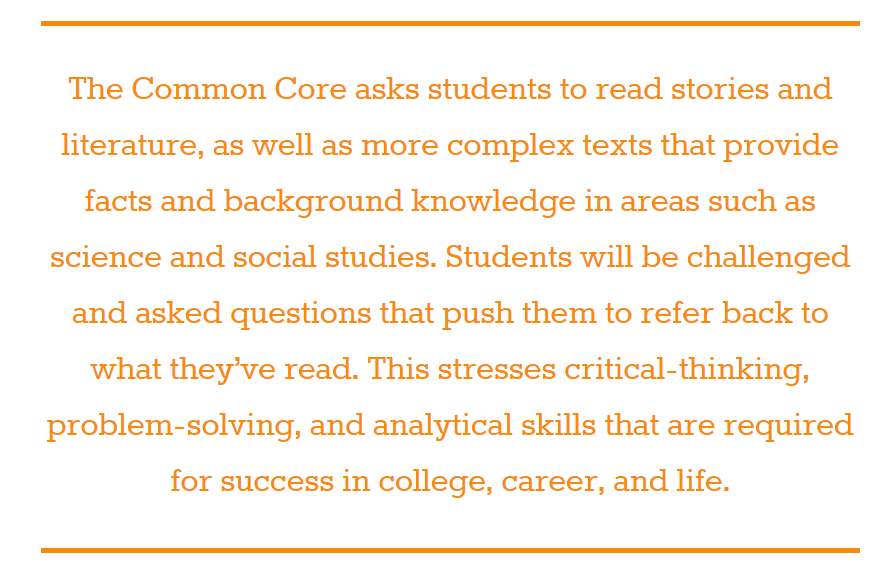 The Common Core asks students to read stories and
literature, as well as more complex texts that provide
facts and background knowledge in areas such as
science and social studies. Students will be challenged
and asked questions that push them to refer back to
what they’ve read. This stresses critical-thinking,
problem-solving, and analytical skills that are required
for success in college, career, and life.